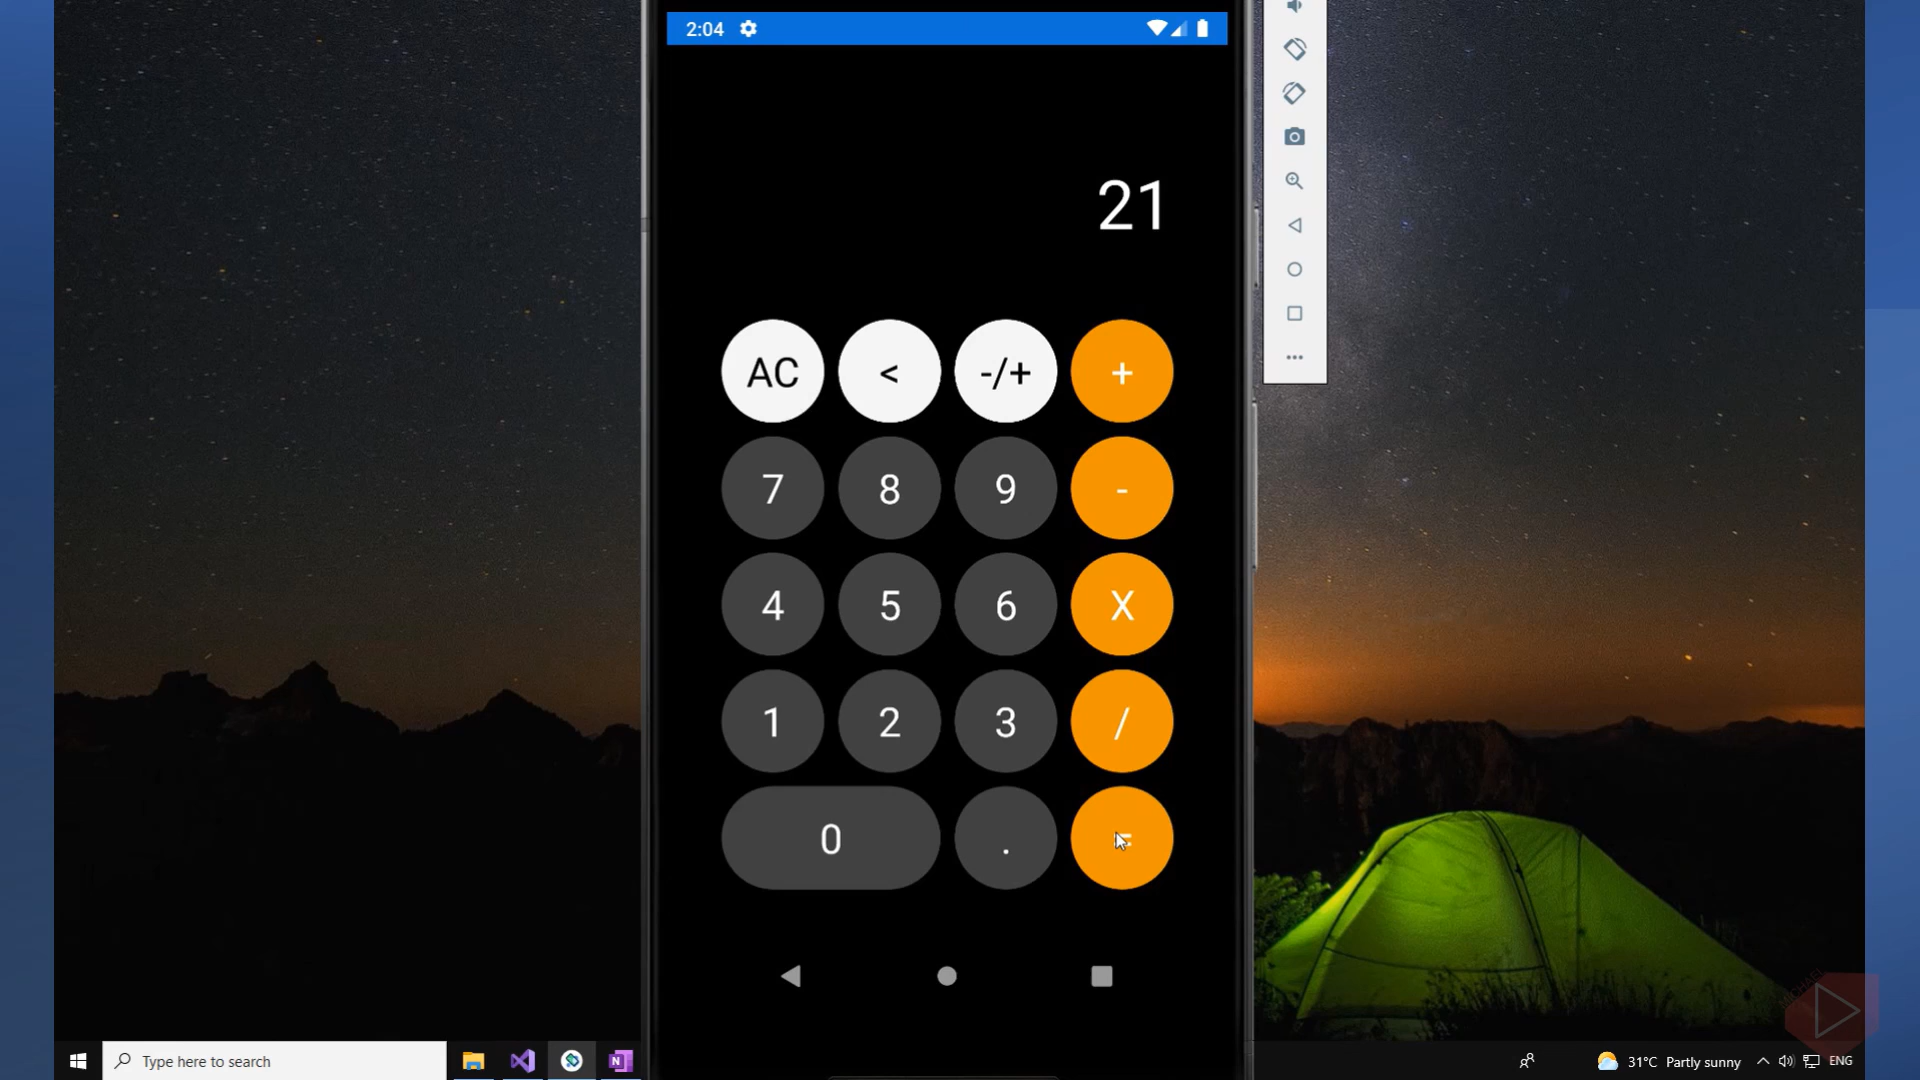 2:04
21
AC < -/+ +
7 8 9 -
4 5 6 X
1 2 3 /
0 . =
Type here to search
N
31°C Partly sunny
ENG